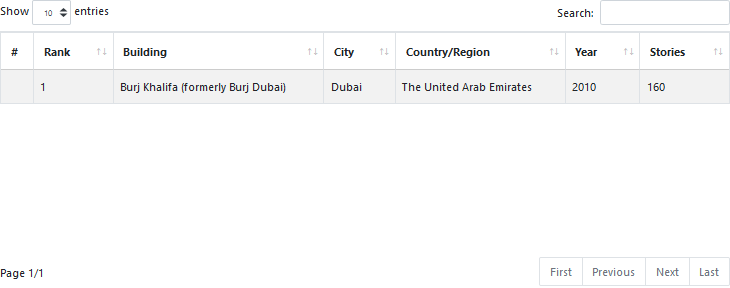 Show 10 entries Search:
# Rank Building City Country/Region Year Stories
1 Burj Khalifa (formerly Burj Dubai) Dubai The United Arab Emirates 2010 160
Page 1/1 First Previous Next Last